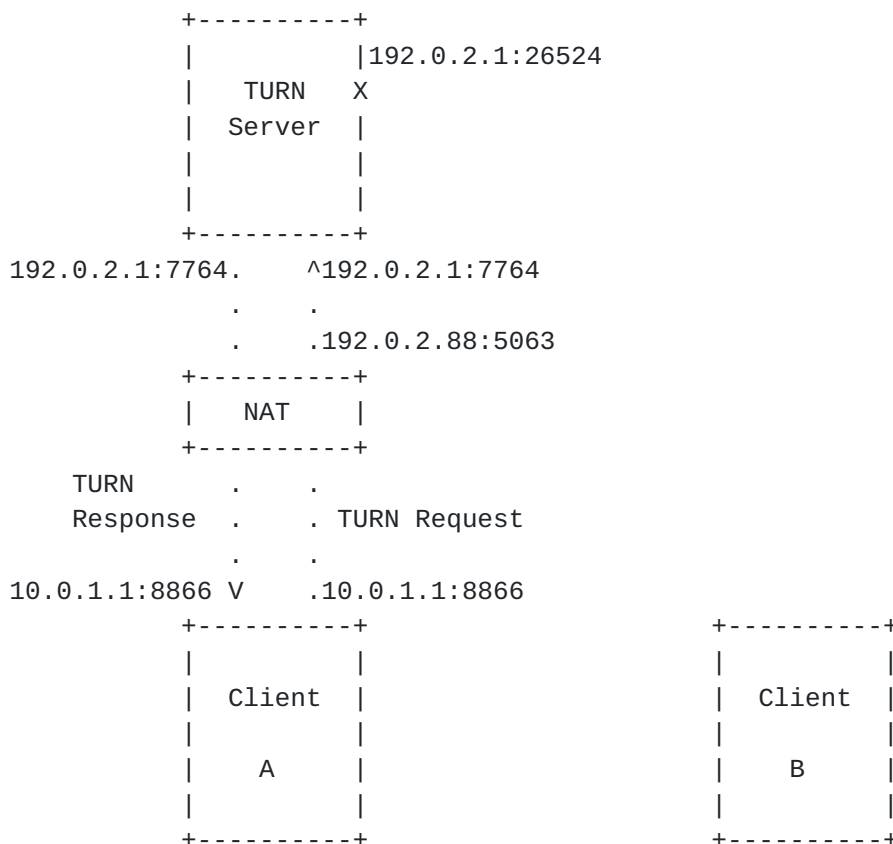 +----------+
|          |192.0.2.1:26524
|   TURN   X
|  Server  |
|          |
|          |
+----------+
192.0.2.1:7764.    ^192.0.2.1:7764
.    .
.    .192.0.2.88:5063
+----------+
|   NAT    |
+----------+
TURN      .    .
Response  .    . TURN Request
.    .
10.0.1.1:8866 V    .10.0.1.1:8866
+----------+                      +----------+
|          |                      |          |
|  Client  |                      |  Client  |
|          |                      |          |
|    A     |                      |    B     |
|          |                      |          |
+----------+                      +----------+